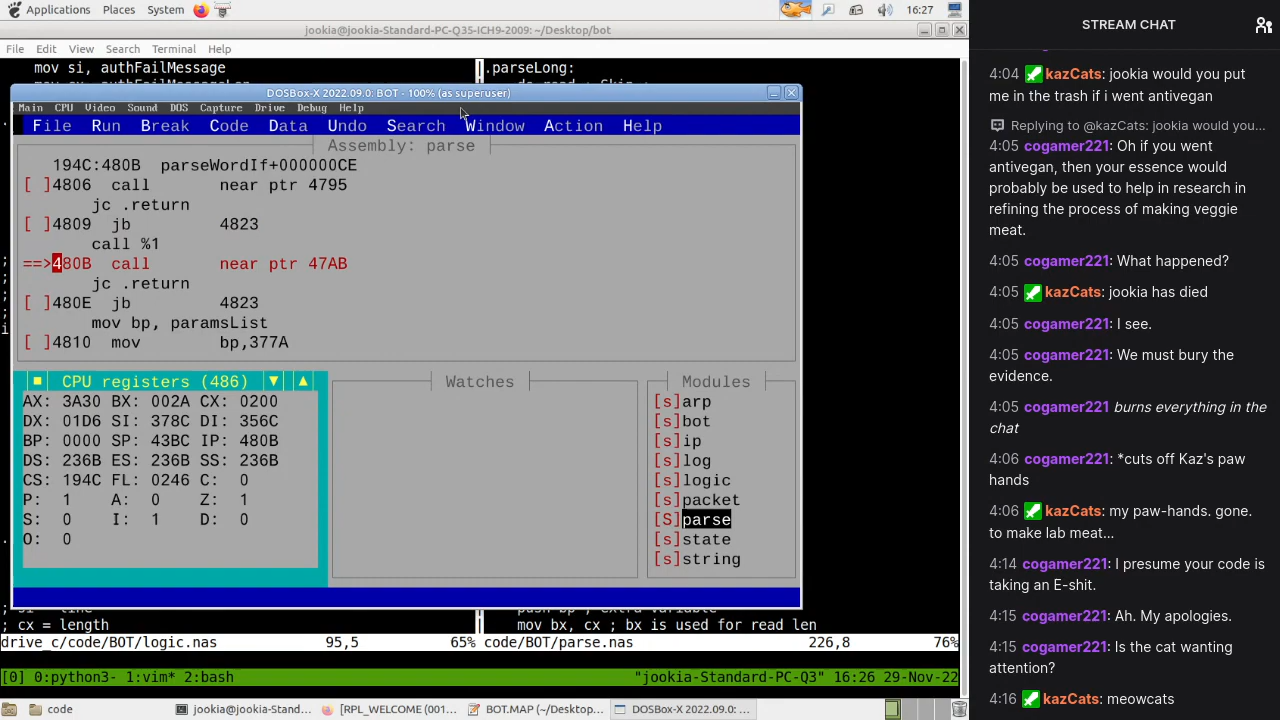 Applications Places System 16:27
jookia@jookia-Standard-PC-Q35-ICH9-2009: ~/Desktop/bot
File Edit View Search Terminal Help
mov si, authFailMessage
.parseLong:
DOSBox-X 2022.09.0: BOT - 100% (as superuser)
Main CPU Video Sound DOS Capture Drive Debug Help
File Run Break Code Data Undo Search Window Action Help
Assembly: parse
194C:480B parseWordIf+000000CE
[ ]4806 call near ptr 4795
jc .return
[ ]4809 jb 4823
call %1
==>480B call near ptr 47AB
jc .return
[ ]480E jb 4823
mov bp, paramsList
[ ]4810 mov bp,377A
CPU registers (486)
AX: 3A30 BX: 002A CX: 0200
DX: 01D6 SI: 378C DI: 356C
BP: 0000 SP: 43BC IP: 480B
DS: 236B ES: 236B SS: 236B
CS: 194C FL: 0246 C: 0
P: 1 A: 0 Z: 1
S: 0 I: 1 D: 0
O: 0
Watches
Modules
[s]arp
[s]bot
[s]ip
[s]log
[s]logic
[s]packet
[S]parse
[s]state
[s]string
; cx = length
mov bx, cx ; bx is used for read len
drive_c/code/BOT/logic.nas 95,5 65% code/BOT/parse.nas 226,8 76%
[0] 0:python3- 1:vim* 2:bash "jookia-Standard-PC-Q3" 16:26 29-Nov-22
code jookia@jookia-Stand... [RPL_WELCOME (001... BOT.MAP (~/Desktop... DOSBox-X 2022.09.0: ...
STREAM CHAT
4:04 kazCats: jookia would you put
me in the trash if i went antivegan
Replying to @kazCats: jookia would you...
4:05 cogamer221: Oh if you went
antivegan, then your essence would
probably be used to help in research in
refining the process of making veggie
meat.
4:05 cogamer221: What happened?
4:05 kazCats: jookia has died
4:05 cogamer221: I see.
4:05 cogamer221: We must bury the
evidence.
4:05 cogamer221 burns everything in the
chat
4:06 cogamer221: *cuts off Kaz's paw
hands
4:06 kazCats: my paw-hands. gone.
to make lab meat...
4:14 cogamer221: I presume your code is
taking an E-shit.
4:15 cogamer221: Ah. My apologies.
4:15 cogamer221: Is the cat wanting
attention?
4:16 kazCats: meowcats